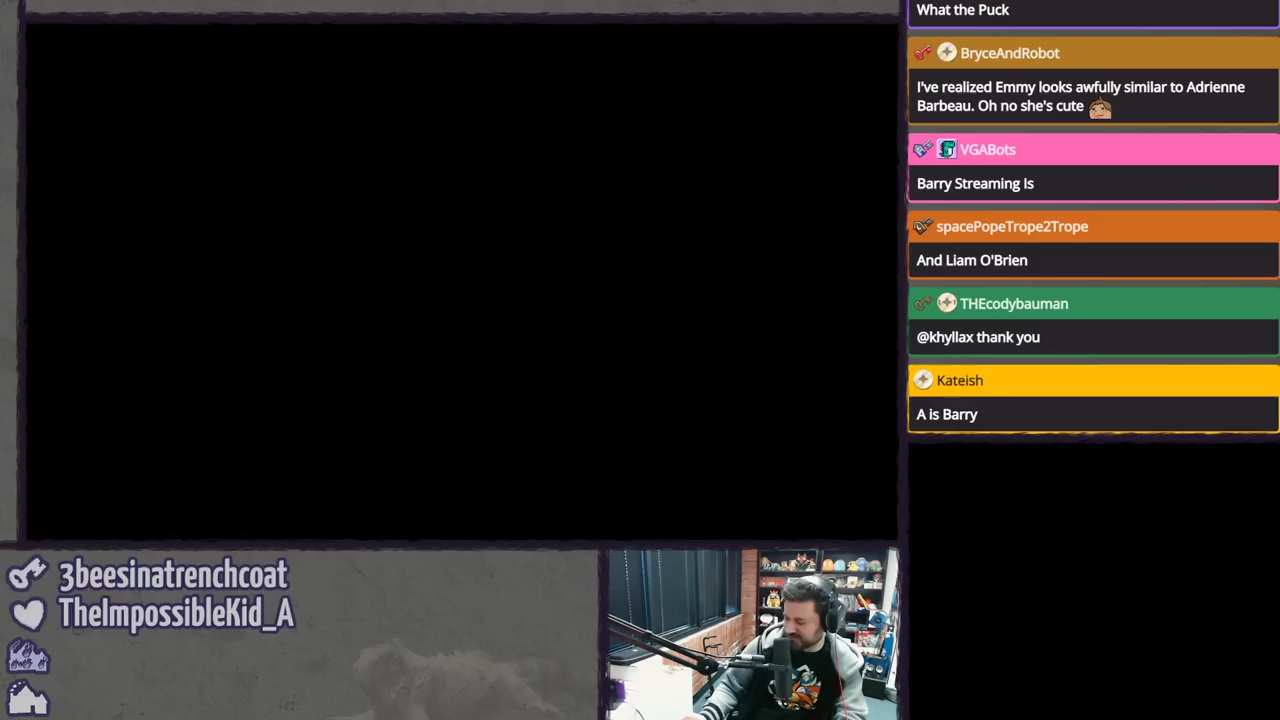 What the Puck
BryceAndRobot
I've realized Emmy looks awfully similar to Adrienne
Barbeau. Oh no she's cute
VGABots
Barry Streaming Is
spacePopeTrope2Trope
And Liam O'Brien
THEcodybauman
@khyllax thank you
Kateish
A is Barry
3beesinatrenchcoat
TheImpossibleKid_A